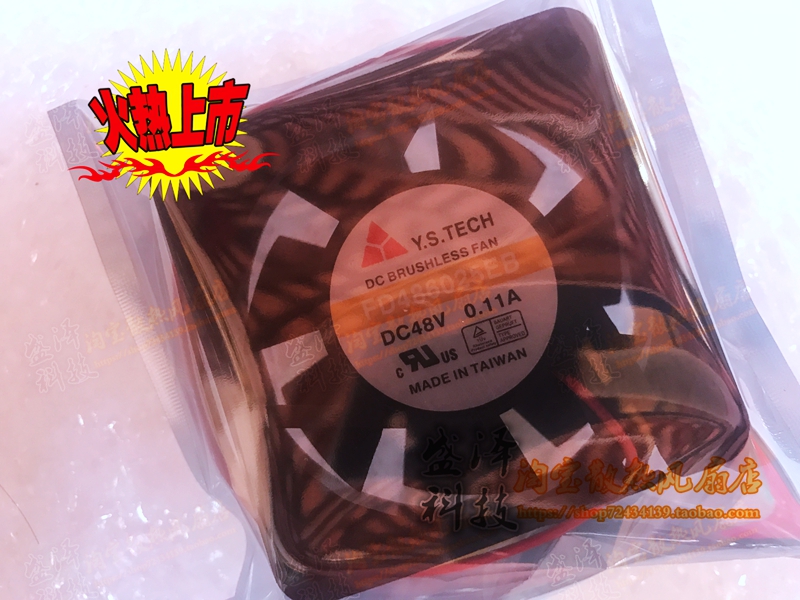 火热上市
Y.S.TECH
DC BRUSHLESS FAN
PD486025EB
DC48V 0.11A
C US
MADE IN TAIWAN
盛泽
科技
淘宝散热风扇店
https://shop72434139.taobao.com